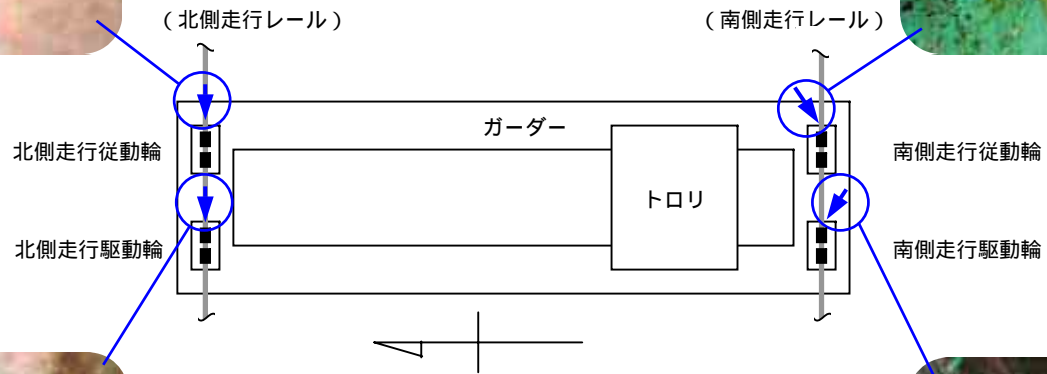 (北側走行レール)
(南側走行レール)
ガーダー
北側走行従動輪
南側走行従動輪
トロリ
北側走行駆動輪
南側走行駆動輪